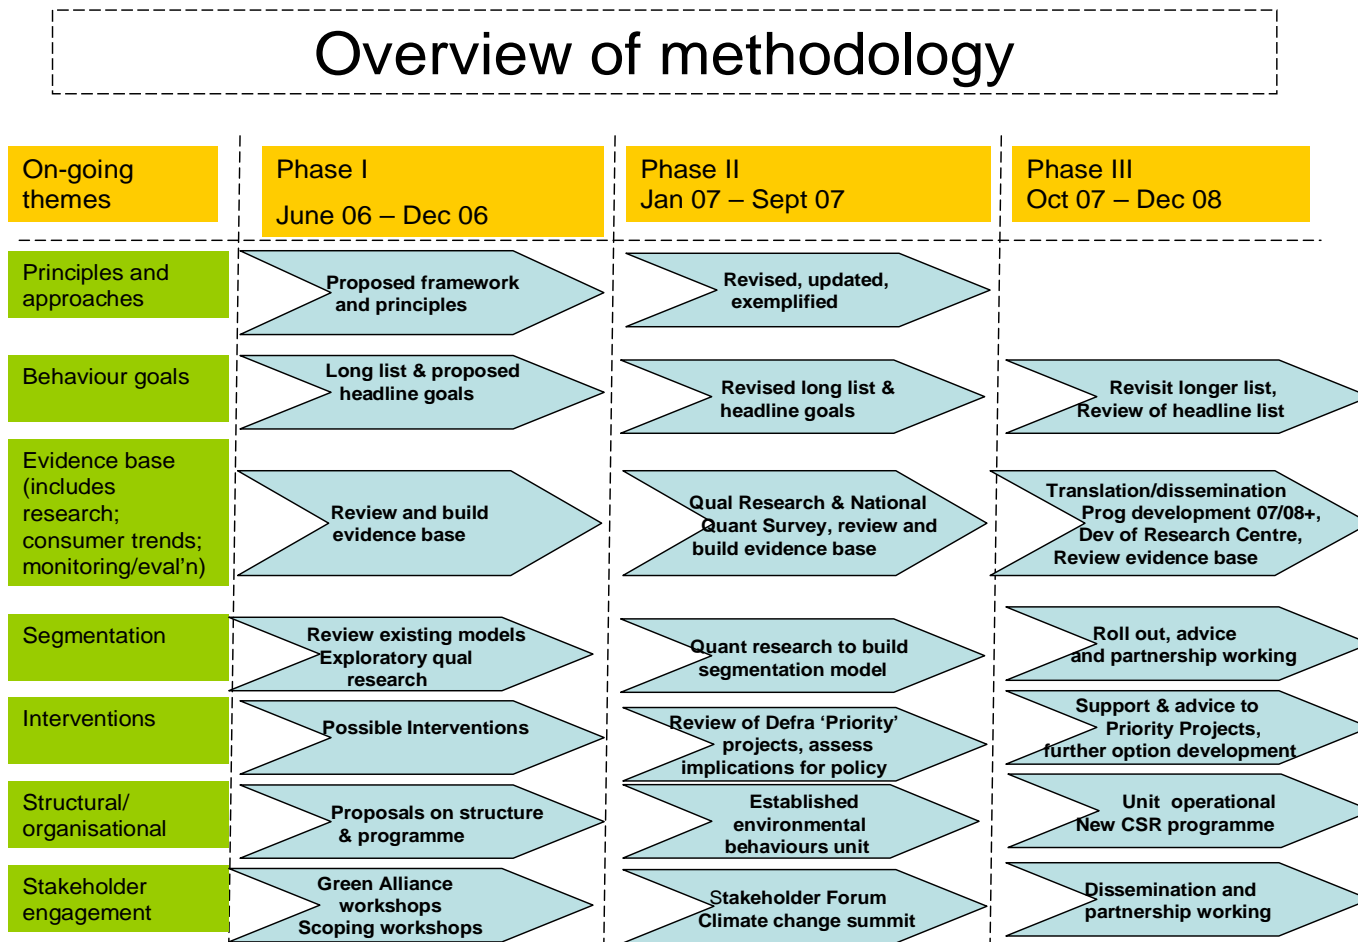 Overview of methodology
On-going
themes
Phase I
June 06 – Dec 06
Phase II
Jan 07 – Sept 07
Phase III
Oct 07 – Dec 08
Principles and
approaches
Proposed framework
and principles
Revised, updated,
exemplified
Behaviour goals
Long list & proposed
headline goals
Revised long list &
headline goals
Revisit longer list,
Review of headline list
Evidence base
(includes
research;
consumer trends;
monitoring/eval’n)
Review and build
evidence base
Qual Research & National
Quant Survey, review and
build evidence base
Translation/dissemination
Prog development 07/08+,
Dev of Research Centre,
Review evidence base
Segmentation
Review existing models
Exploratory qual
research
Quant research to build
segmentation model
Roll out, advice
and partnership working
Interventions
Possible Interventions
Review of Defra ‘Priority’
projects, assess
implications for policy
Support & advice to
Priority Projects,
further option development
Structural/
organisational
Proposals on structure
& programme
Established
environmental
behaviours unit
Unit operational
New CSR programme
Stakeholder
engagement
Green Alliance
workshops
Scoping workshops
Stakeholder Forum
Climate change summit
Dissemination and
partnership working